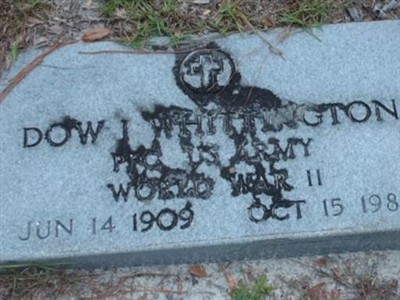 DOW I WHITTINGTON
PFC US ARMY
WORLD WAR II
JUN 14 1909 OCT 15 198